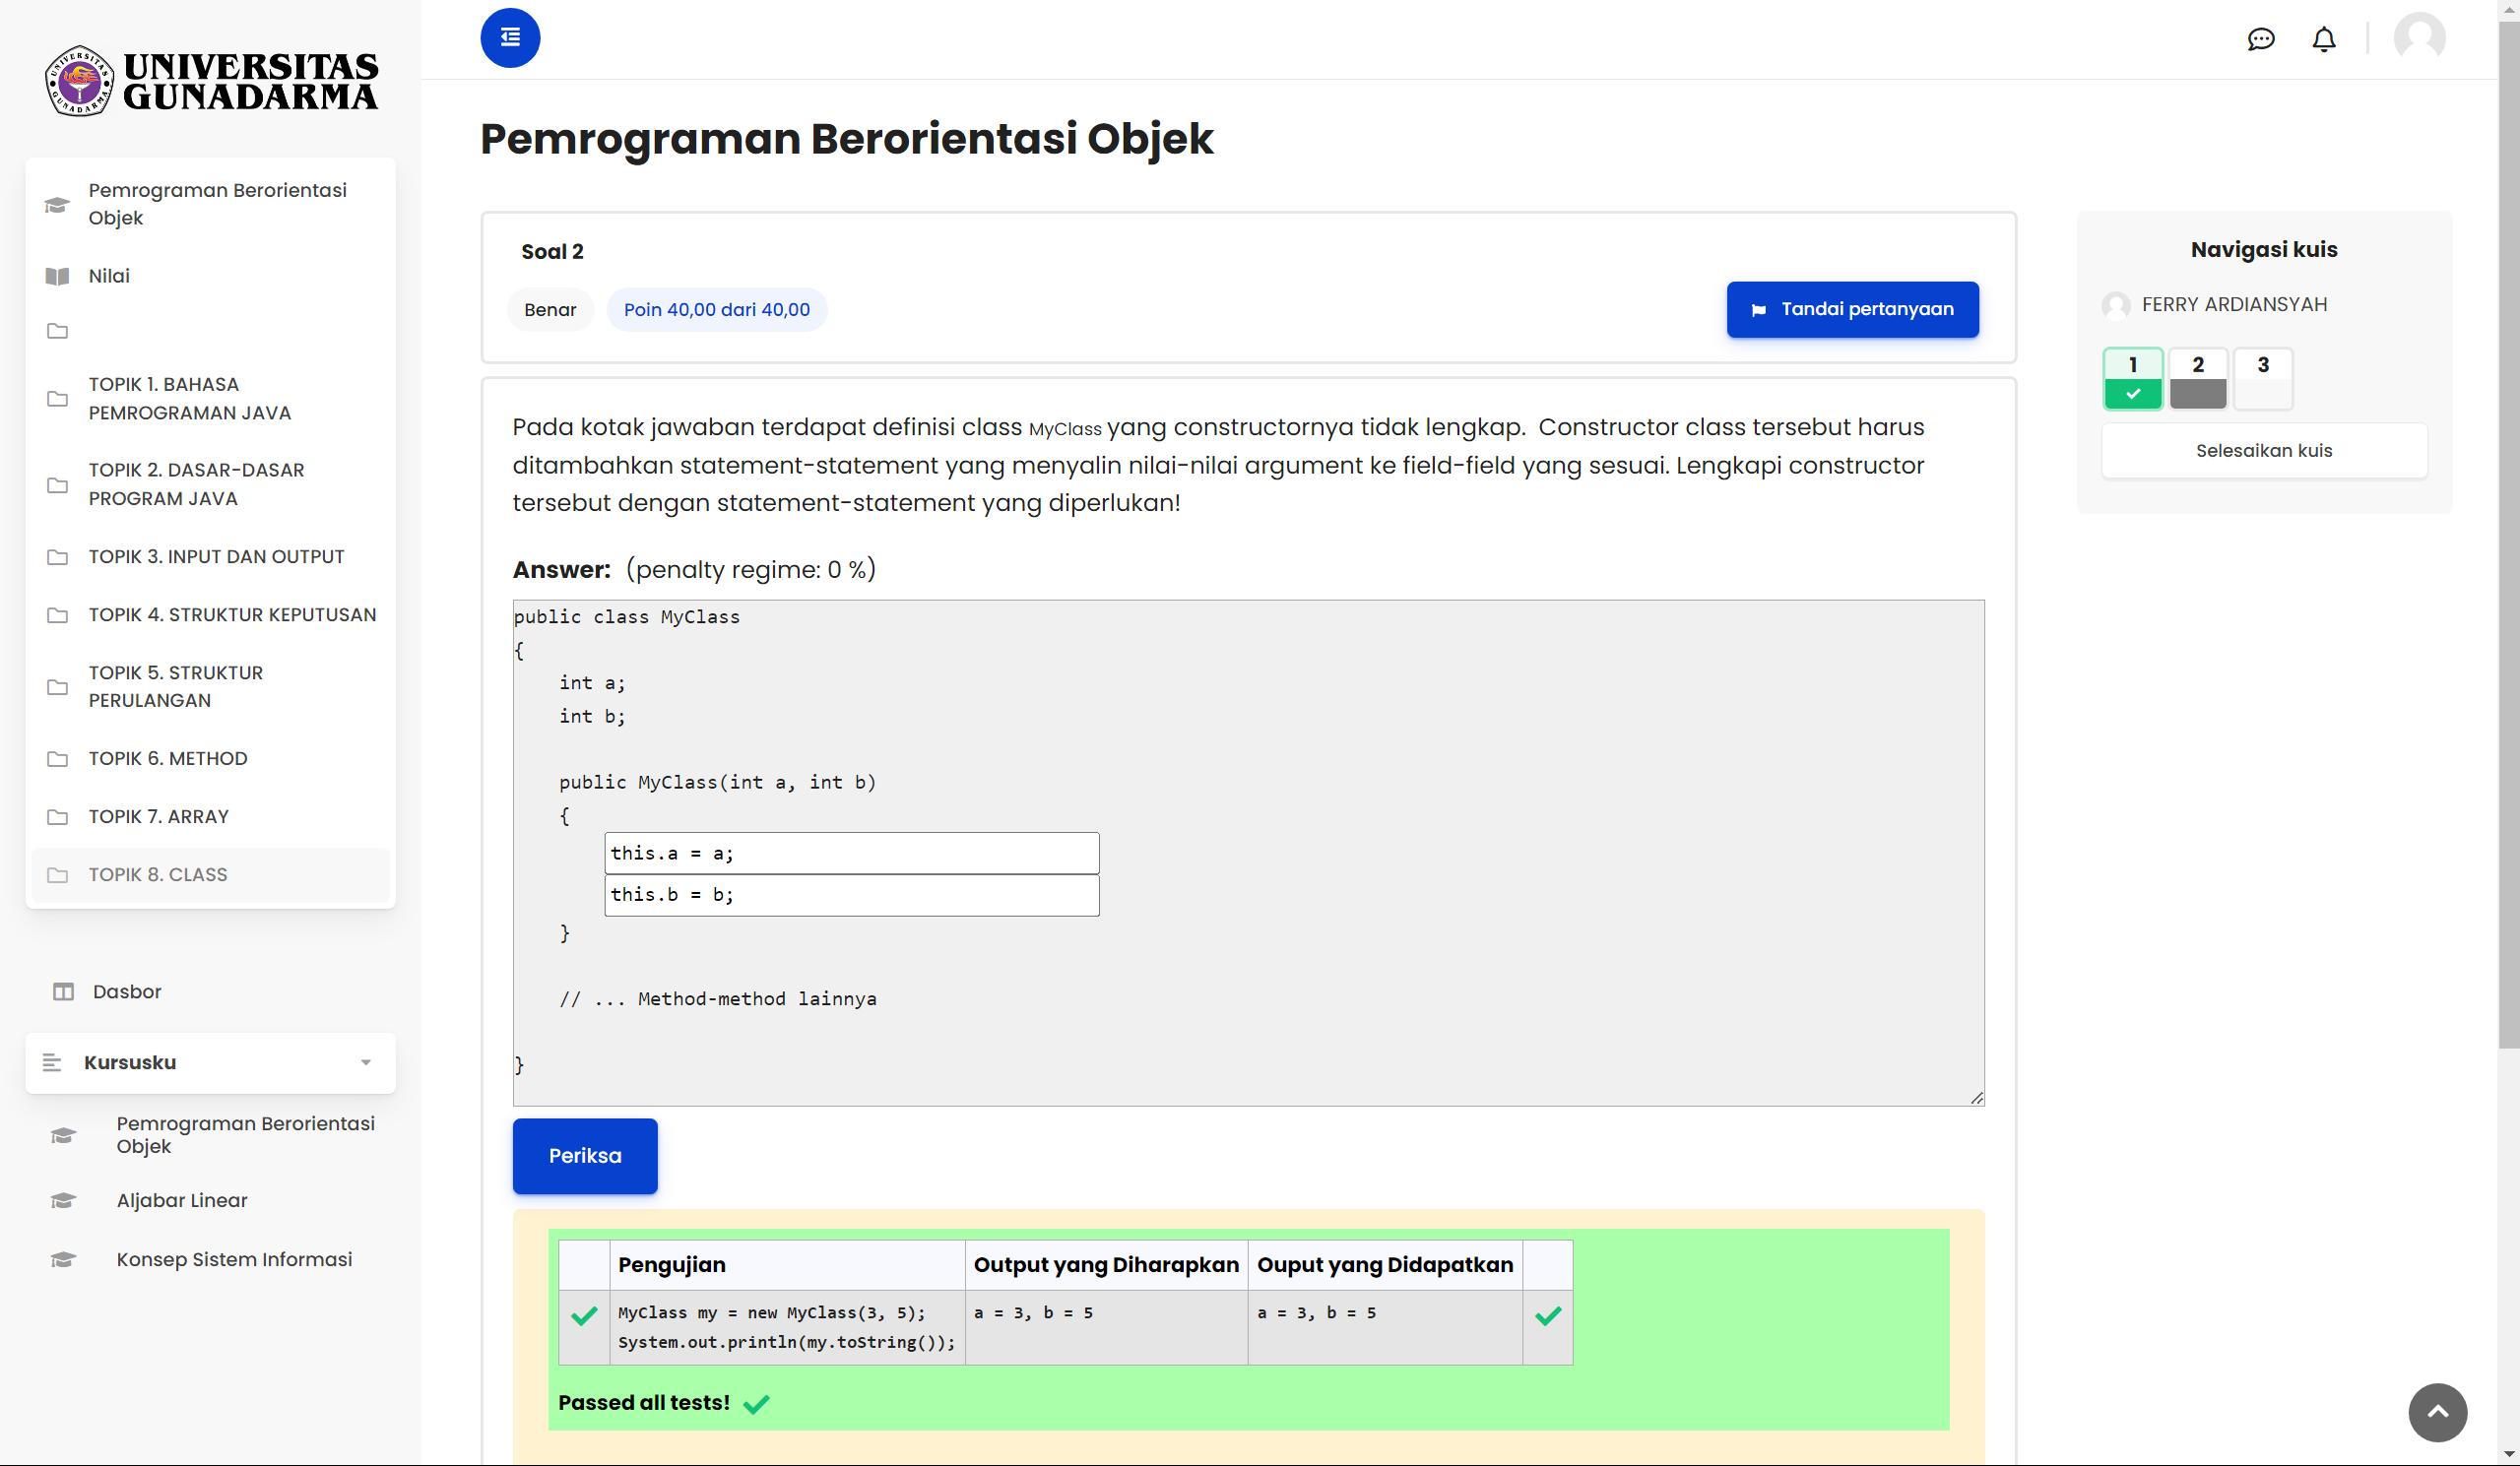 UNIVERSITAS
GUNADARMA
Pemrograman Berorientasi
Objek
Nilai
TOPIK 1. BAHASA
PEMROGRAMAN JAVA
TOPIK 2. DASAR-DASAR
PROGRAM JAVA
TOPIK 3. INPUT DAN OUTPUT
TOPIK 4. STRUKTUR KEPUTUSAN
TOPIK 5. STRUKTUR
PERULANGAN
TOPIK 6. METHOD
TOPIK 7. ARRAY
TOPIK 8. CLASS
Dasbor
Kursusku
Pemrograman Berorientasi
Objek
Aljabar Linear
Konsep Sistem Informasi
Pemrograman Berorientasi Objek
Soal 2
Benar
Poin 40,00 dari 40,00
Tandai pertanyaan
Pada kotak jawaban terdapat definisi class MyClass yang constructornya tidak lengkap.  Constructor class tersebut harus
ditambahkan statement-statement yang menyalin nilai-nilai argument ke field-field yang sesuai. Lengkapi constructor
tersebut dengan statement-statement yang diperlukan!
Answer: (penalty regime: 0 %)
public class MyClass
{
    int a;
    int b;
    public MyClass(int a, int b)
    {
        this.a = a;
        this.b = b;
    }
    // ... Method-method lainnya
}
Periksa
Pengujian Output yang Diharapkan Ouput yang Didapatkan
MyClass my = new MyClass(3, 5); a = 3, b = 5 a = 3, b = 5
System.out.println(my.toString());
Passed all tests!
Navigasi kuis
FERRY ARDIANSYAH
1 2 3
Selesaikan kuis